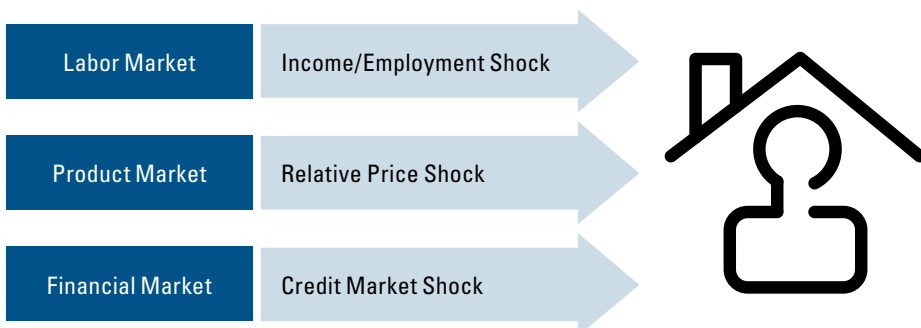 Labor Market
Income/Employment Shock
Product Market
Relative Price Shock
Financial Market
Credit Market Shock